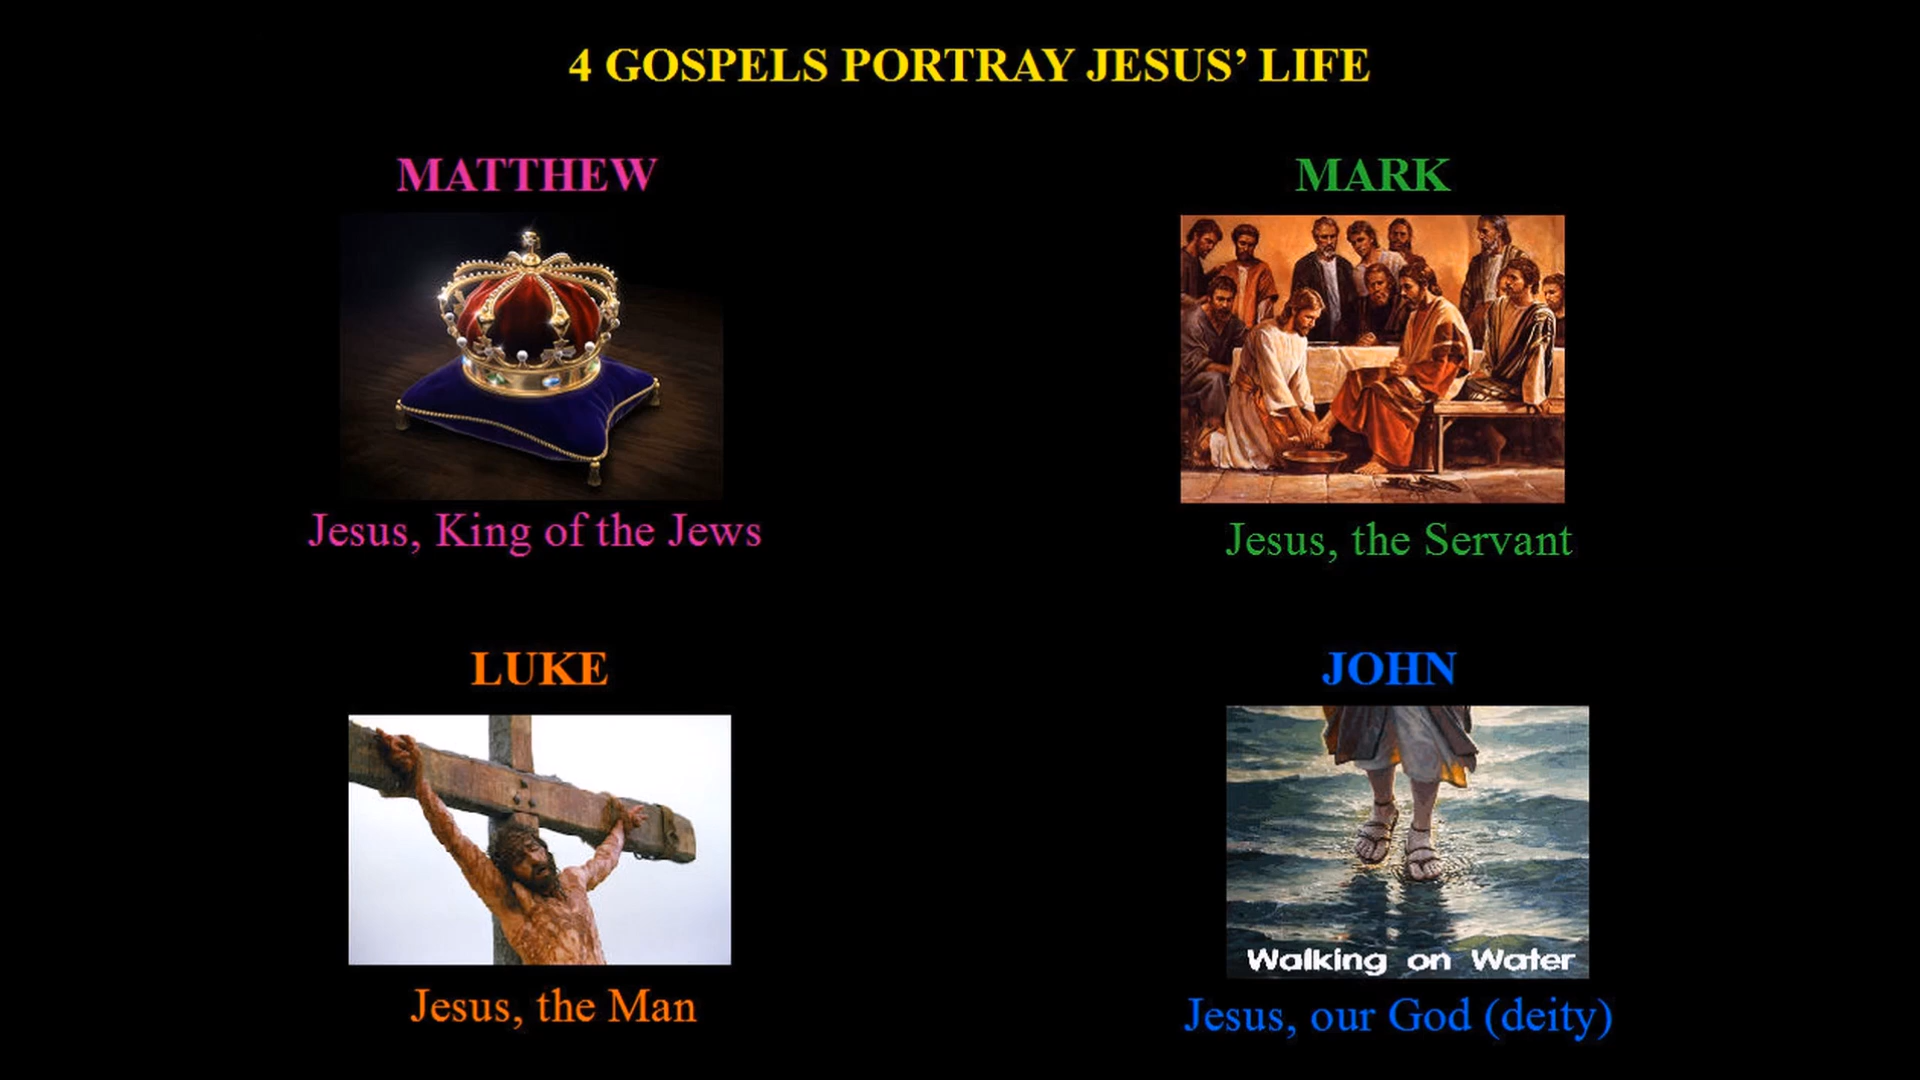 4 GOSPELS PORTRAY JESUS’ LIFE
MATTHEW
Jesus, King of the Jews
MARK
Jesus, the Servant
LUKE
Jesus, the Man
JOHN
Walking on Water
Jesus, our God (deity)